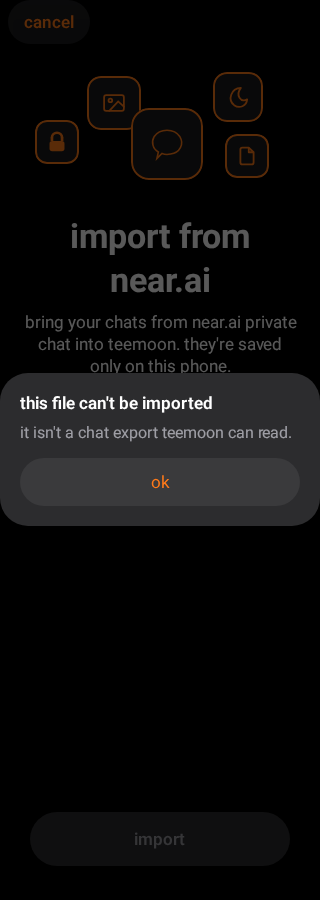 cancel
import from
near.ai
bring your chats from near.ai private
chat into teemoon. they're saved
only on this phone.
this file can't be imported
it isn't a chat export teemoon can read.
ok
import